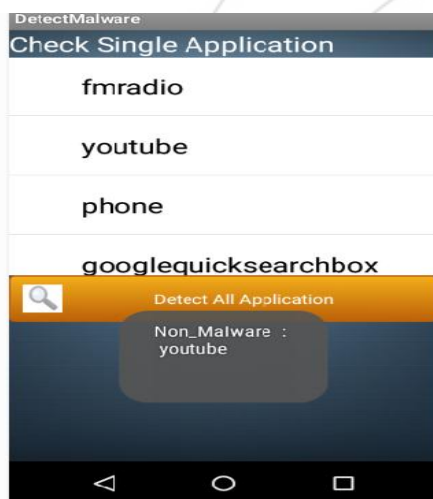 DetectMalware
Check Single Application
fmradio
youtube
phone
googlequicksearchbox
Detect All Application
Non_Malware :
youtube